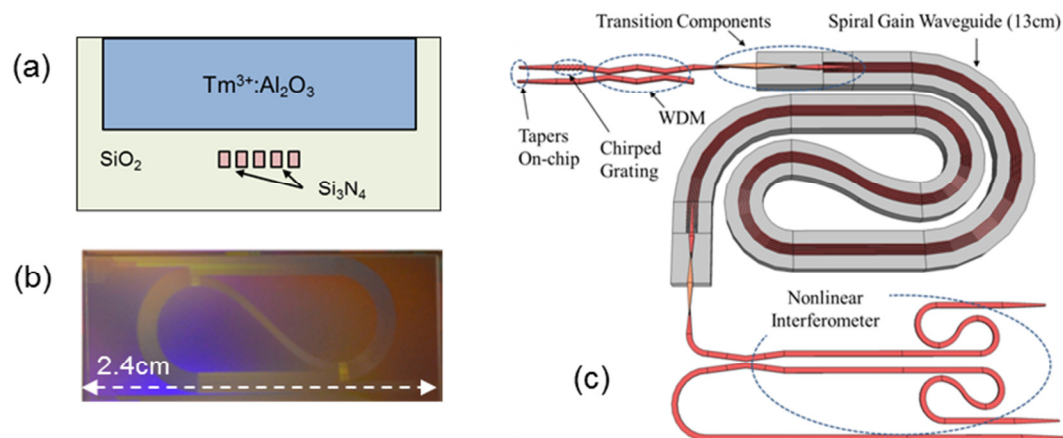 (a)
Tm³⁺:Al₂O₃
SiO₂
Si₃N₄
(b)
2.4cm
Transition Components
Spiral Gain Waveguide (13cm)
WDM
Tapers
On-chip
Chirped
Grating
Nonlinear
Interferometer
(c)